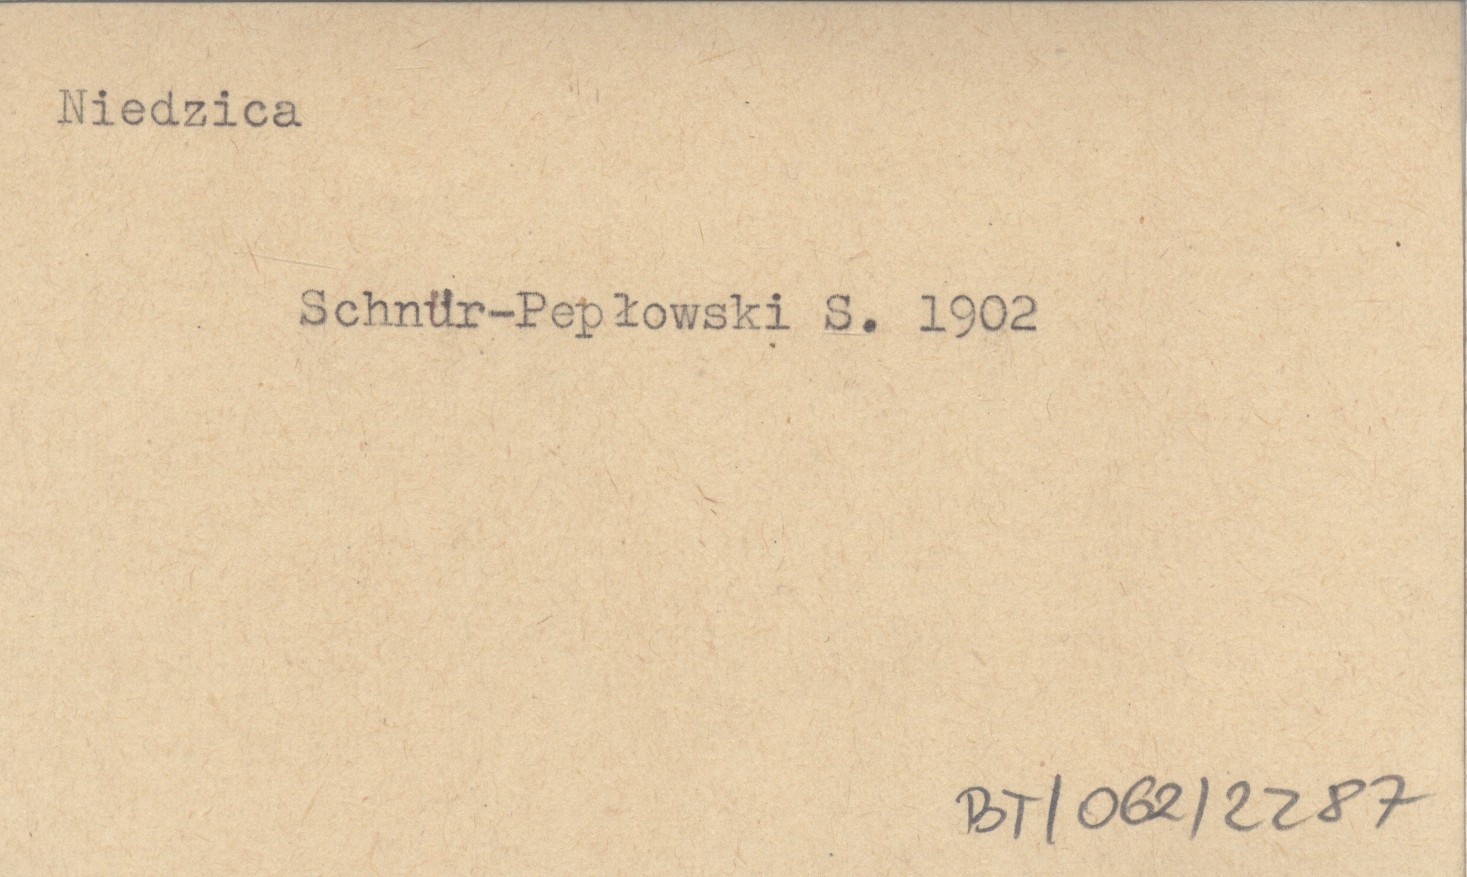 Niedzica
Schnür-Pepłowski S. 1902
BT/062/2287